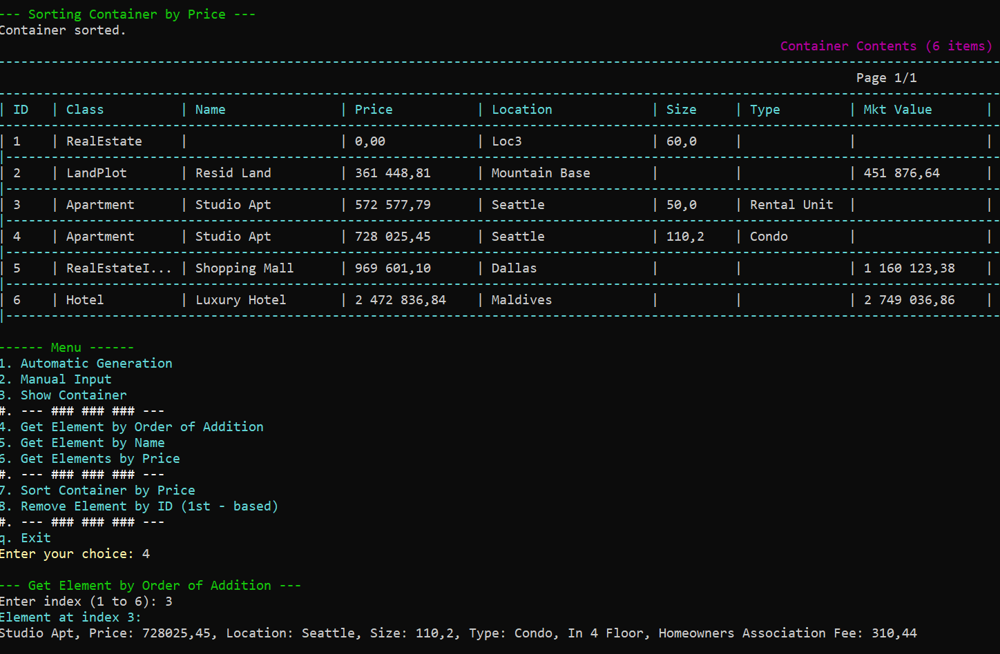 --- Sorting Container by Price ---
Container sorted.
Container Contents (6 items)
Page 1/1
| ID | Class | Name | Price | Location | Size | Type | Mkt Value |
| 1 | RealEstate | | 0,00 | Loc3 | 60,0 | | |
| 2 | LandPlot | Resid Land | 361 448,81 | Mountain Base | | | 451 876,64 |
| 3 | Apartment | Studio Apt | 572 577,79 | Seattle | 50,0 | Rental Unit | |
| 4 | Apartment | Studio Apt | 728 025,45 | Seattle | 110,2 | Condo | |
| 5 | RealEstateI... | Shopping Mall | 969 601,10 | Dallas | | | 1 160 123,38 |
| 6 | Hotel | Luxury Hotel | 2 472 836,84 | Maldives | | | 2 749 036,86 |
------ Menu ------
1. Automatic Generation
2. Manual Input
3. Show Container
#. --- ### ### ### ---
4. Get Element by Order of Addition
5. Get Element by Name
6. Get Elements by Price
#. --- ### ### ### ---
7. Sort Container by Price
8. Remove Element by ID (1st - based)
#. --- ### ### ### ---
q. Exit
Enter your choice: 4
--- Get Element by Order of Addition ---
Enter index (1 to 6): 3
Element at index 3:
Studio Apt, Price: 728025,45, Location: Seattle, Size: 110,2, Type: Condo, In 4 Floor, Homeowners Association Fee: 310,44